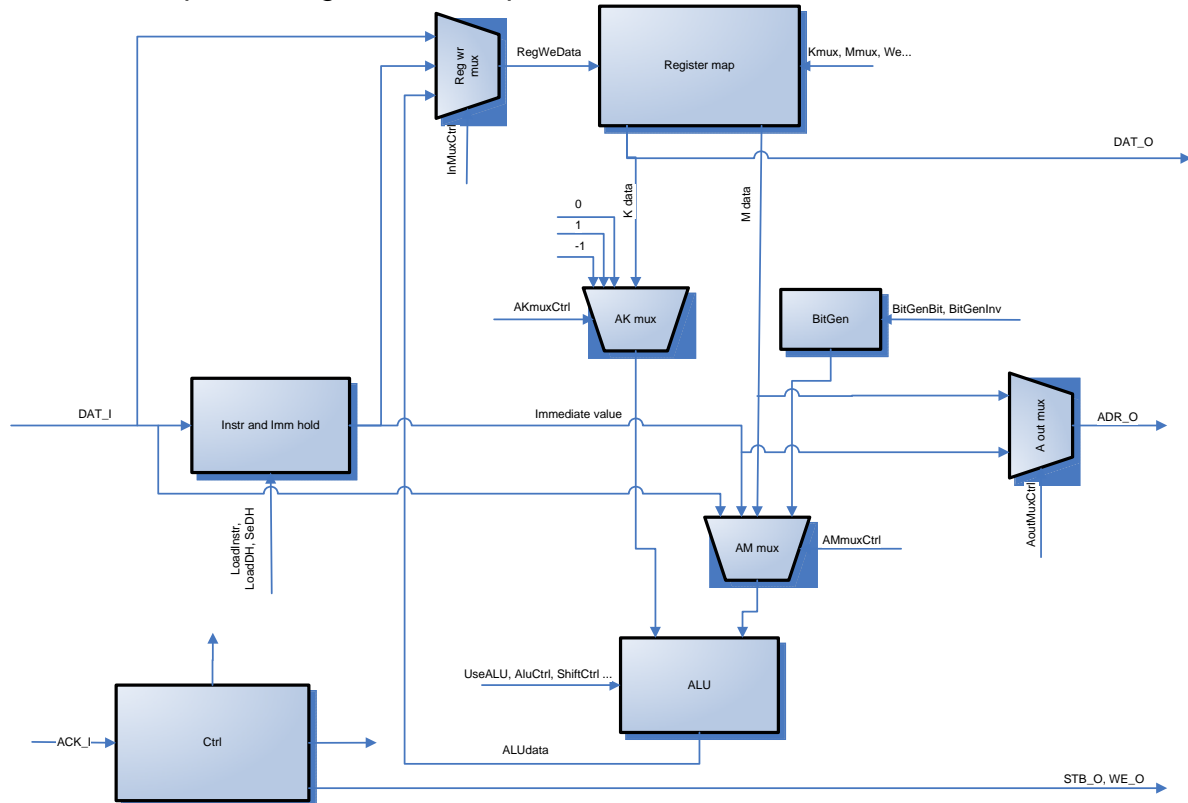 RegWeData
Reg wr
mux
Register map
Kmux, Mmux, We...
InMuxCtrl
DAT_O
K data
M data
0
1
-1
AKmuxCtrl
AK mux
BitGen
BitGenBit, BitGenInv
DAT_I
Instr and Imm hold
Immediate value
A out mux
ADR_O
LoadInstr,
LoadDH, SeDH
AM mux
AMmuxCtrl
AoutMuxCtrl
UseALU, AluCtrl, ShiftCtrl ...
ALU
ACK_I
Ctrl
ALUdata
STB_O, WE_O